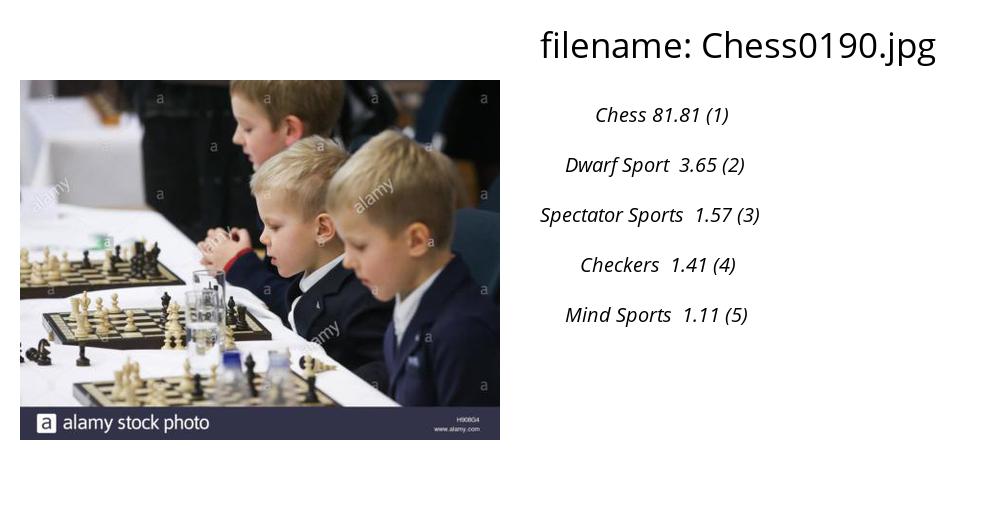 filename: Chess0190.jpg
Chess 81.81 (1)
Dwarf Sport 3.65 (2)
Spectator Sports 1.57 (3)
Checkers 1.41 (4)
Mind Sports 1.11 (5)
a a a a
a a
a a
alamy alamy
alamy
a a
a a
alamy
a a
a alamy stock photo
H908G4
www.alamy.com